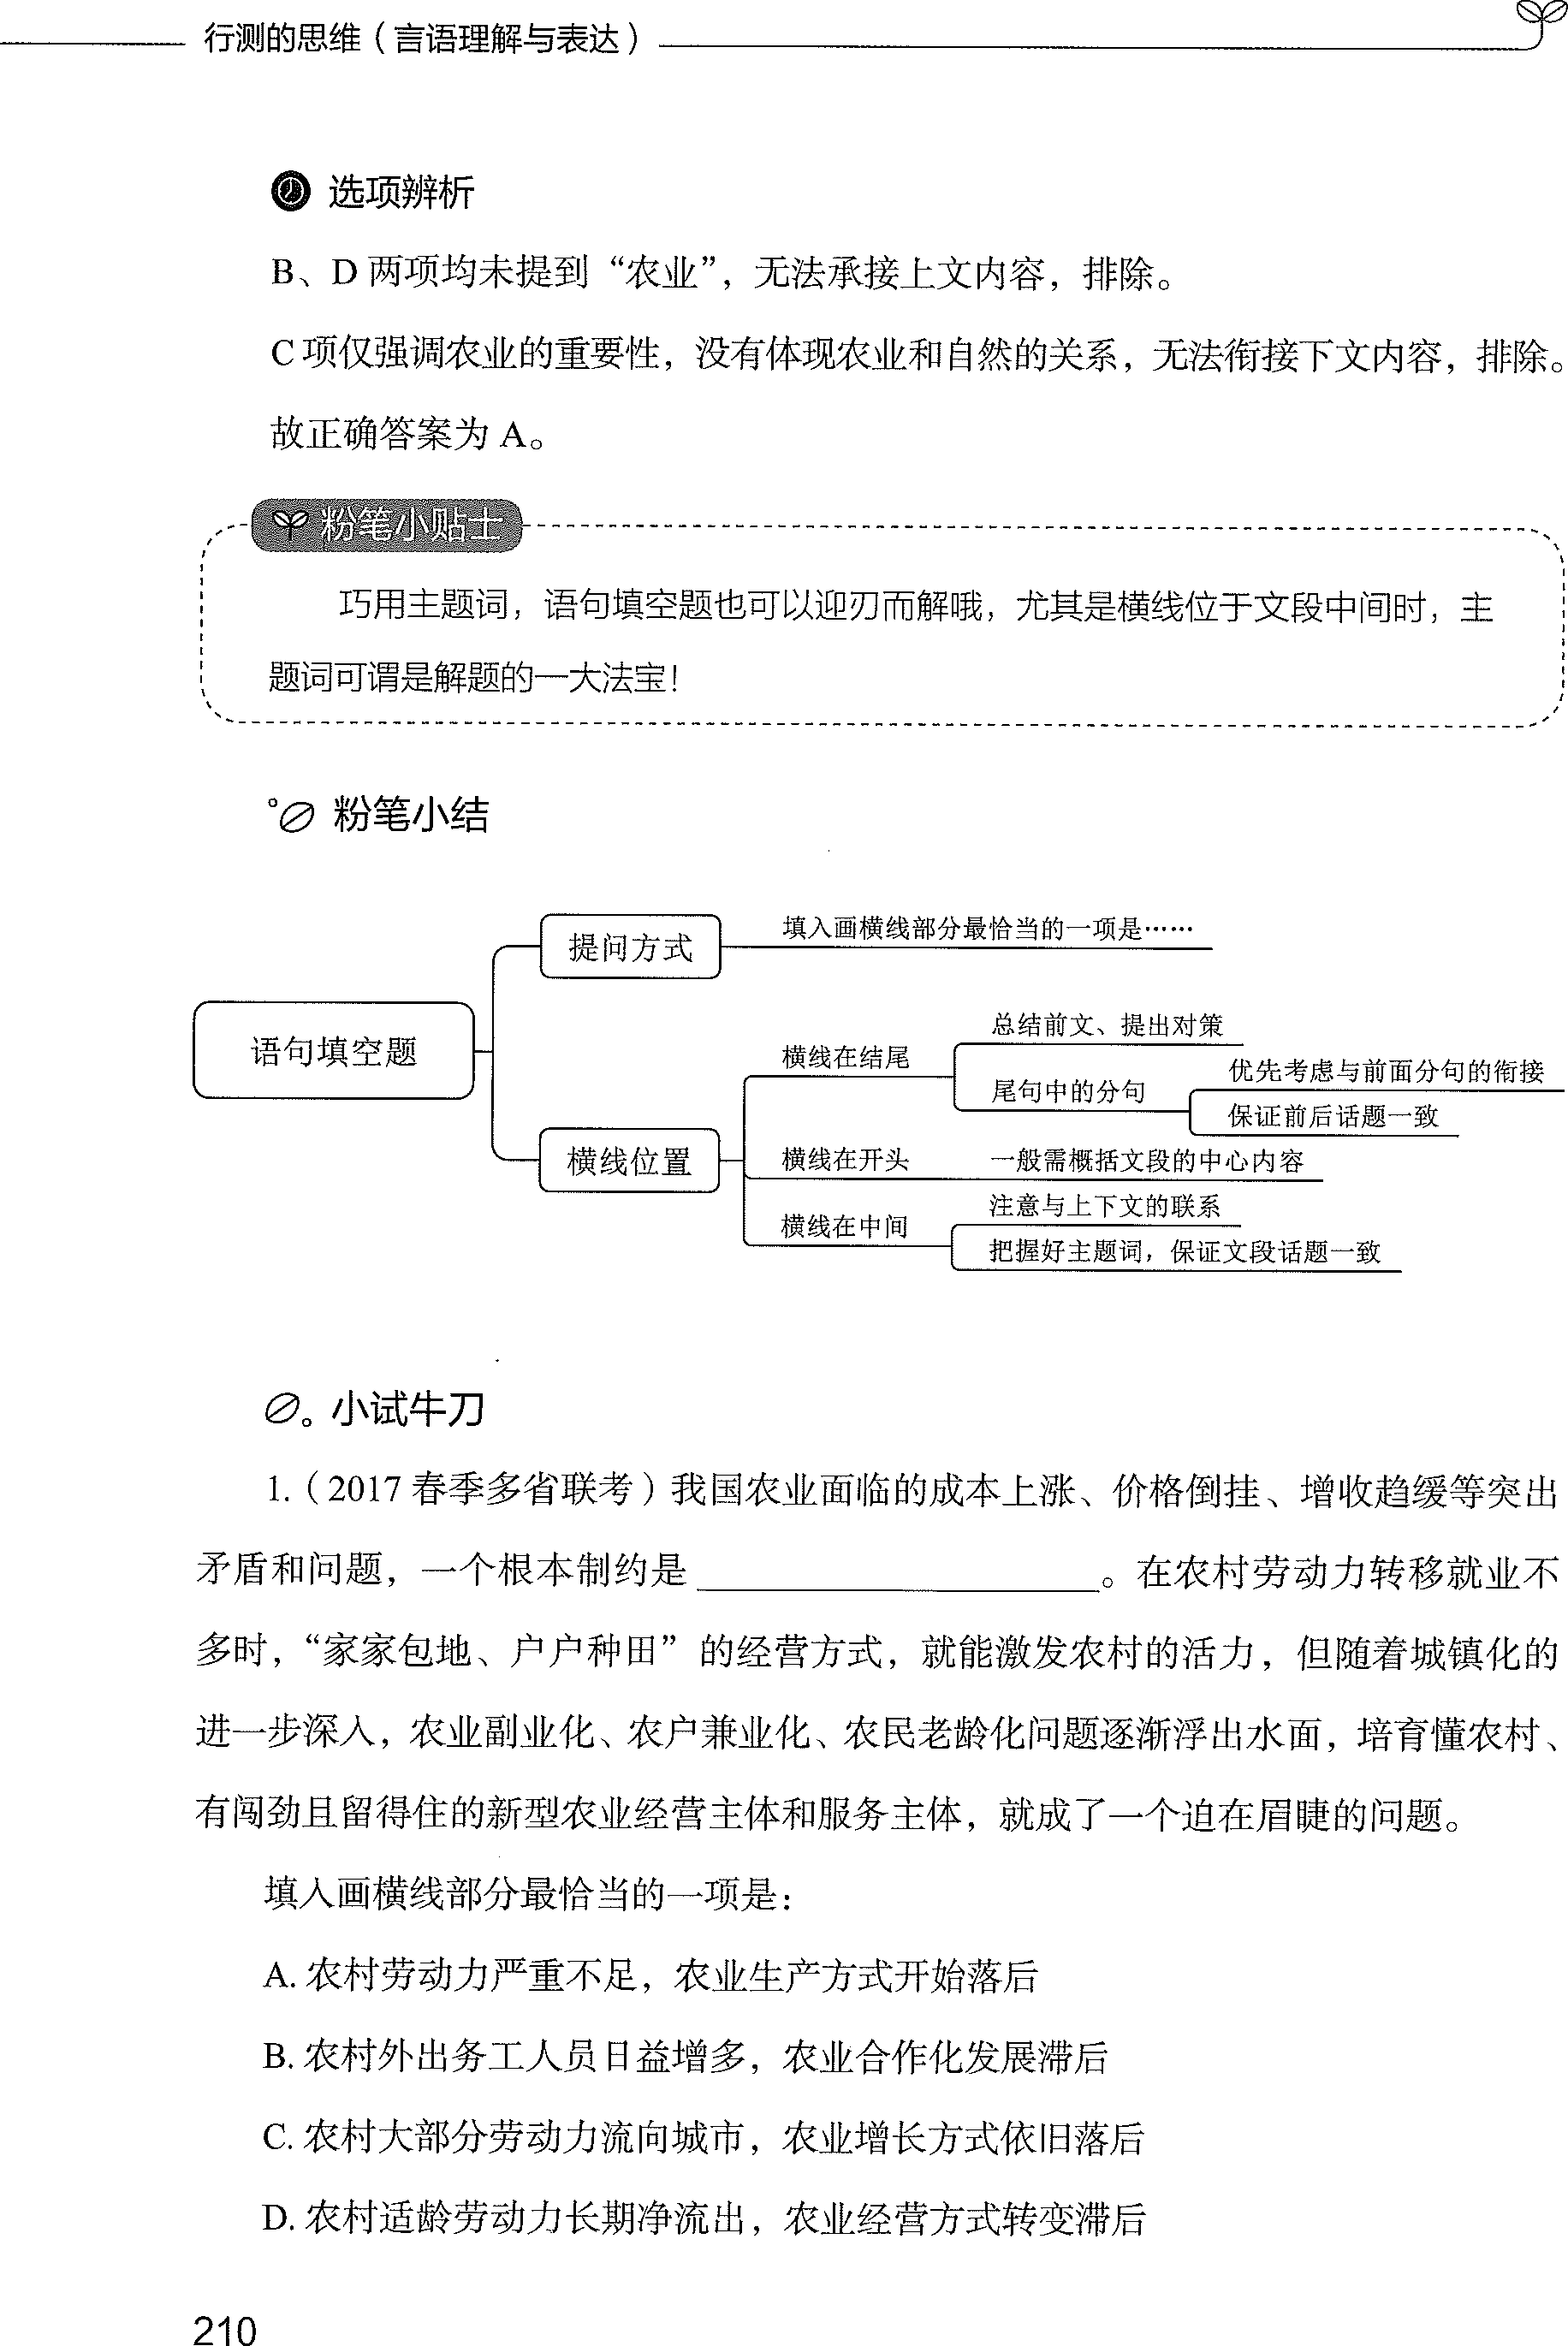 行测的思维（言语理解与表达）
选项辨析
B、D 两项均未提到“农业”，无法承接上文内容，排除。
C 项仅强调农业的重要性，没有体现农业和自然的关系，无法衔接下文内容，排除。
故正确答案为 A。
粉笔小贴士
巧用主题词，语句填空题也可以迎刃而解哦，尤其是横线位于文段中间时，主
题词可谓是解题的一大法宝！
粉笔小结
语句填空题
提问方式
填入画横线部分最恰当的一项是……
横线位置
横线在结尾
总结前文、提出对策
尾句中的分句
优先考虑与前面分句的衔接
保证前后话题一致
横线在开头
一般需概括文段的中心内容
横线在中间
注意与上下文的联系
把握好主题词，保证文段话题一致
小试牛刀
1.（2017 春季多省联考）我国农业面临的成本上涨、价格倒挂、增收趋缓等突出
矛盾和问题，一个根本制约是______________________。在农村劳动力转移就业不
多时，“家家包地、户户种田”的经营方式，就能激发农村的活力，但随着城镇化的
进一步深入，农业副业化、农户兼业化、农民老龄化问题逐渐浮出水面，培育懂农村、
有闯劲且留得住的新型农业经营主体和服务主体，就成了一个迫在眉睫的问题。
填入画横线部分最恰当的一项是：
A. 农村劳动力严重不足，农业生产方式开始落后
B. 农村外出务工人员日益增多，农业合作化发展滞后
C. 农村大部分劳动力流向城市，农业增长方式依旧落后
D. 农村适龄劳动力长期净流出，农业经营方式转变滞后
210